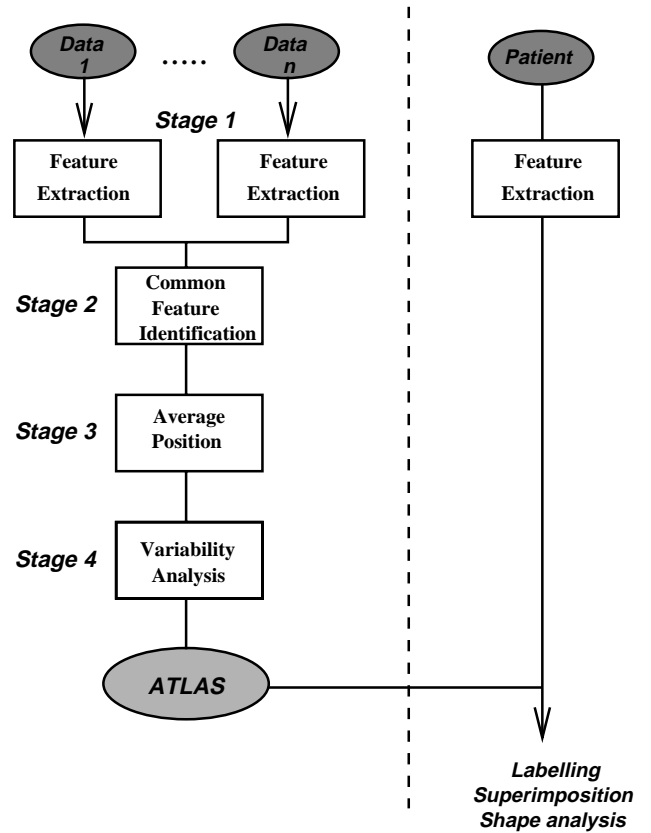 Data
1
.....
Data
n
Patient
Stage 1
Feature
Extraction
Feature
Extraction
Feature
Extraction
Stage 2
Common
Feature
Identification
Stage 3
Average
Position
Stage 4
Variability
Analysis
ATLAS
Labelling
Superimposition
Shape analysis